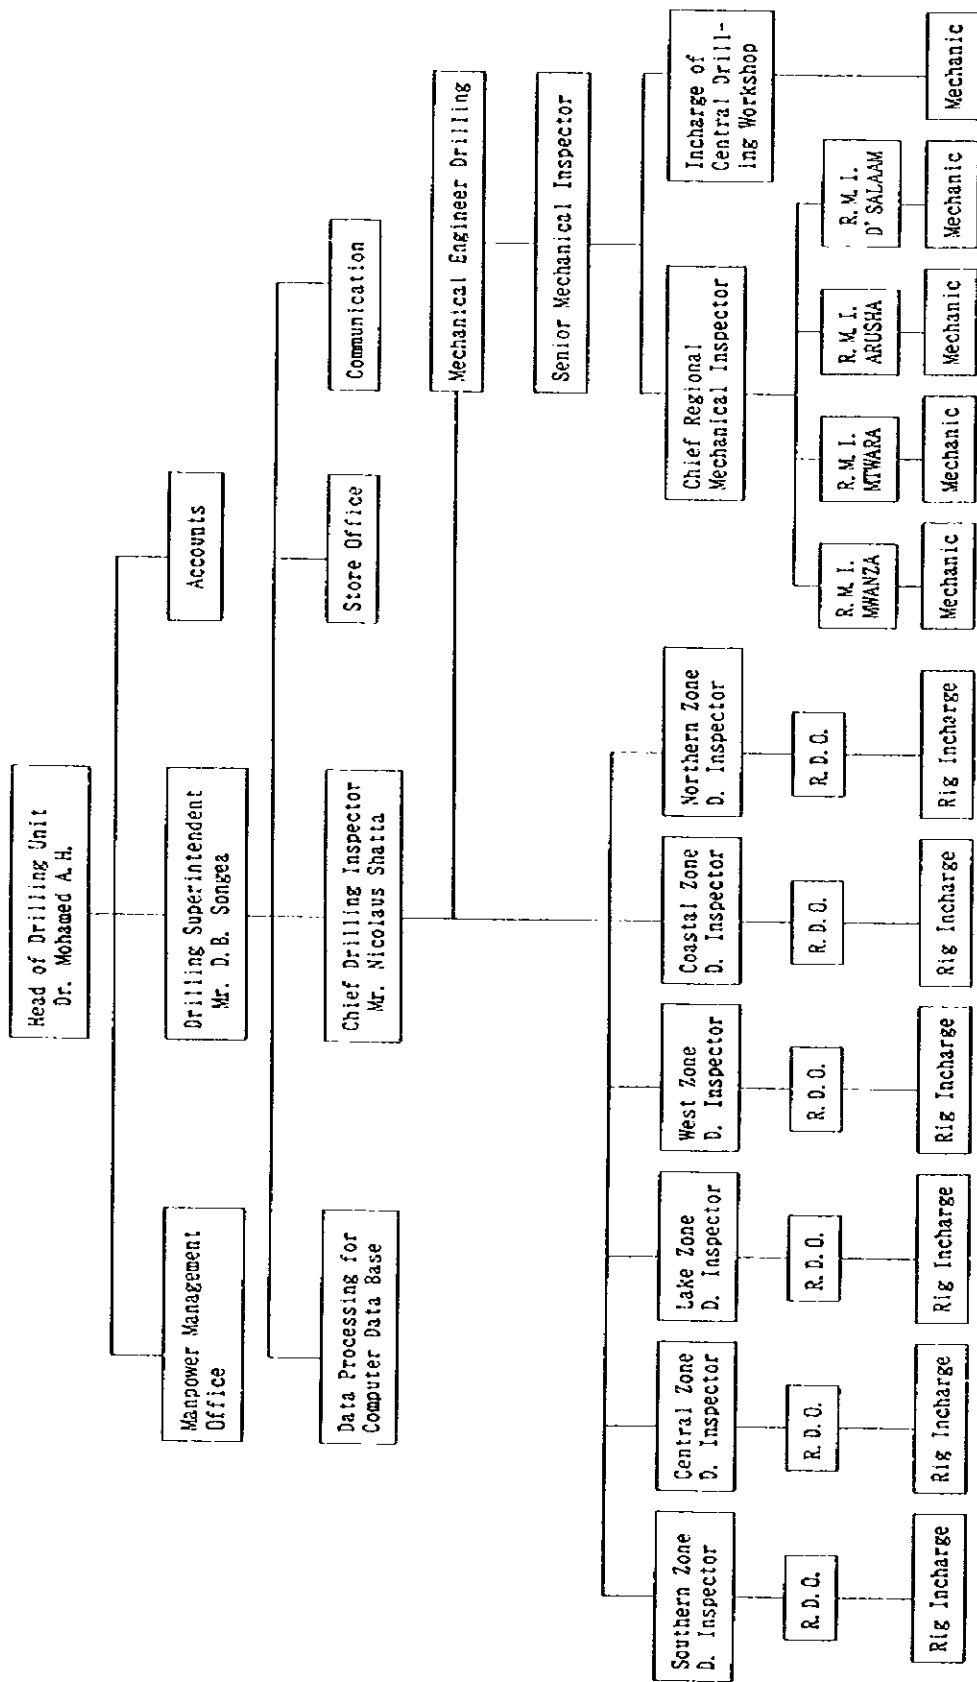 Head of Drilling Unit
Dr. Mohamed A. H.
Manpower Management
Office
Drilling Superintendent
Mr. D. B. Songea
Accounts
Data Processing for
Computer Data Base
Chief Drilling Inspector
Mr. Nicolaus Shatta
Store Office
Communication
Mechanical Engineer Drilling
Senior Mechanical Inspector
Southern Zone
D. Inspector
Central Zone
D. Inspector
Lake Zone
D. Inspector
West Zone
D. Inspector
Coastal Zone
D. Inspector
Northern Zone
D. Inspector
Chief Regional
Mechanical Inspector
Incharge of
Central Drill-
ing Workshop
R. D. O.
R. D. O.
R. D. O.
R. D. O.
R. D. O.
R. D. O.
R. M. I.
MWANZA
R. M. I.
MTWARA
R. M. I.
ARUSHA
R. M. I.
D' SALAAM
Rig Incharge
Rig Incharge
Rig Incharge
Rig Incharge
Rig Incharge
Rig Incharge
Mechanic
Mechanic
Mechanic
Mechanic
Mechanic